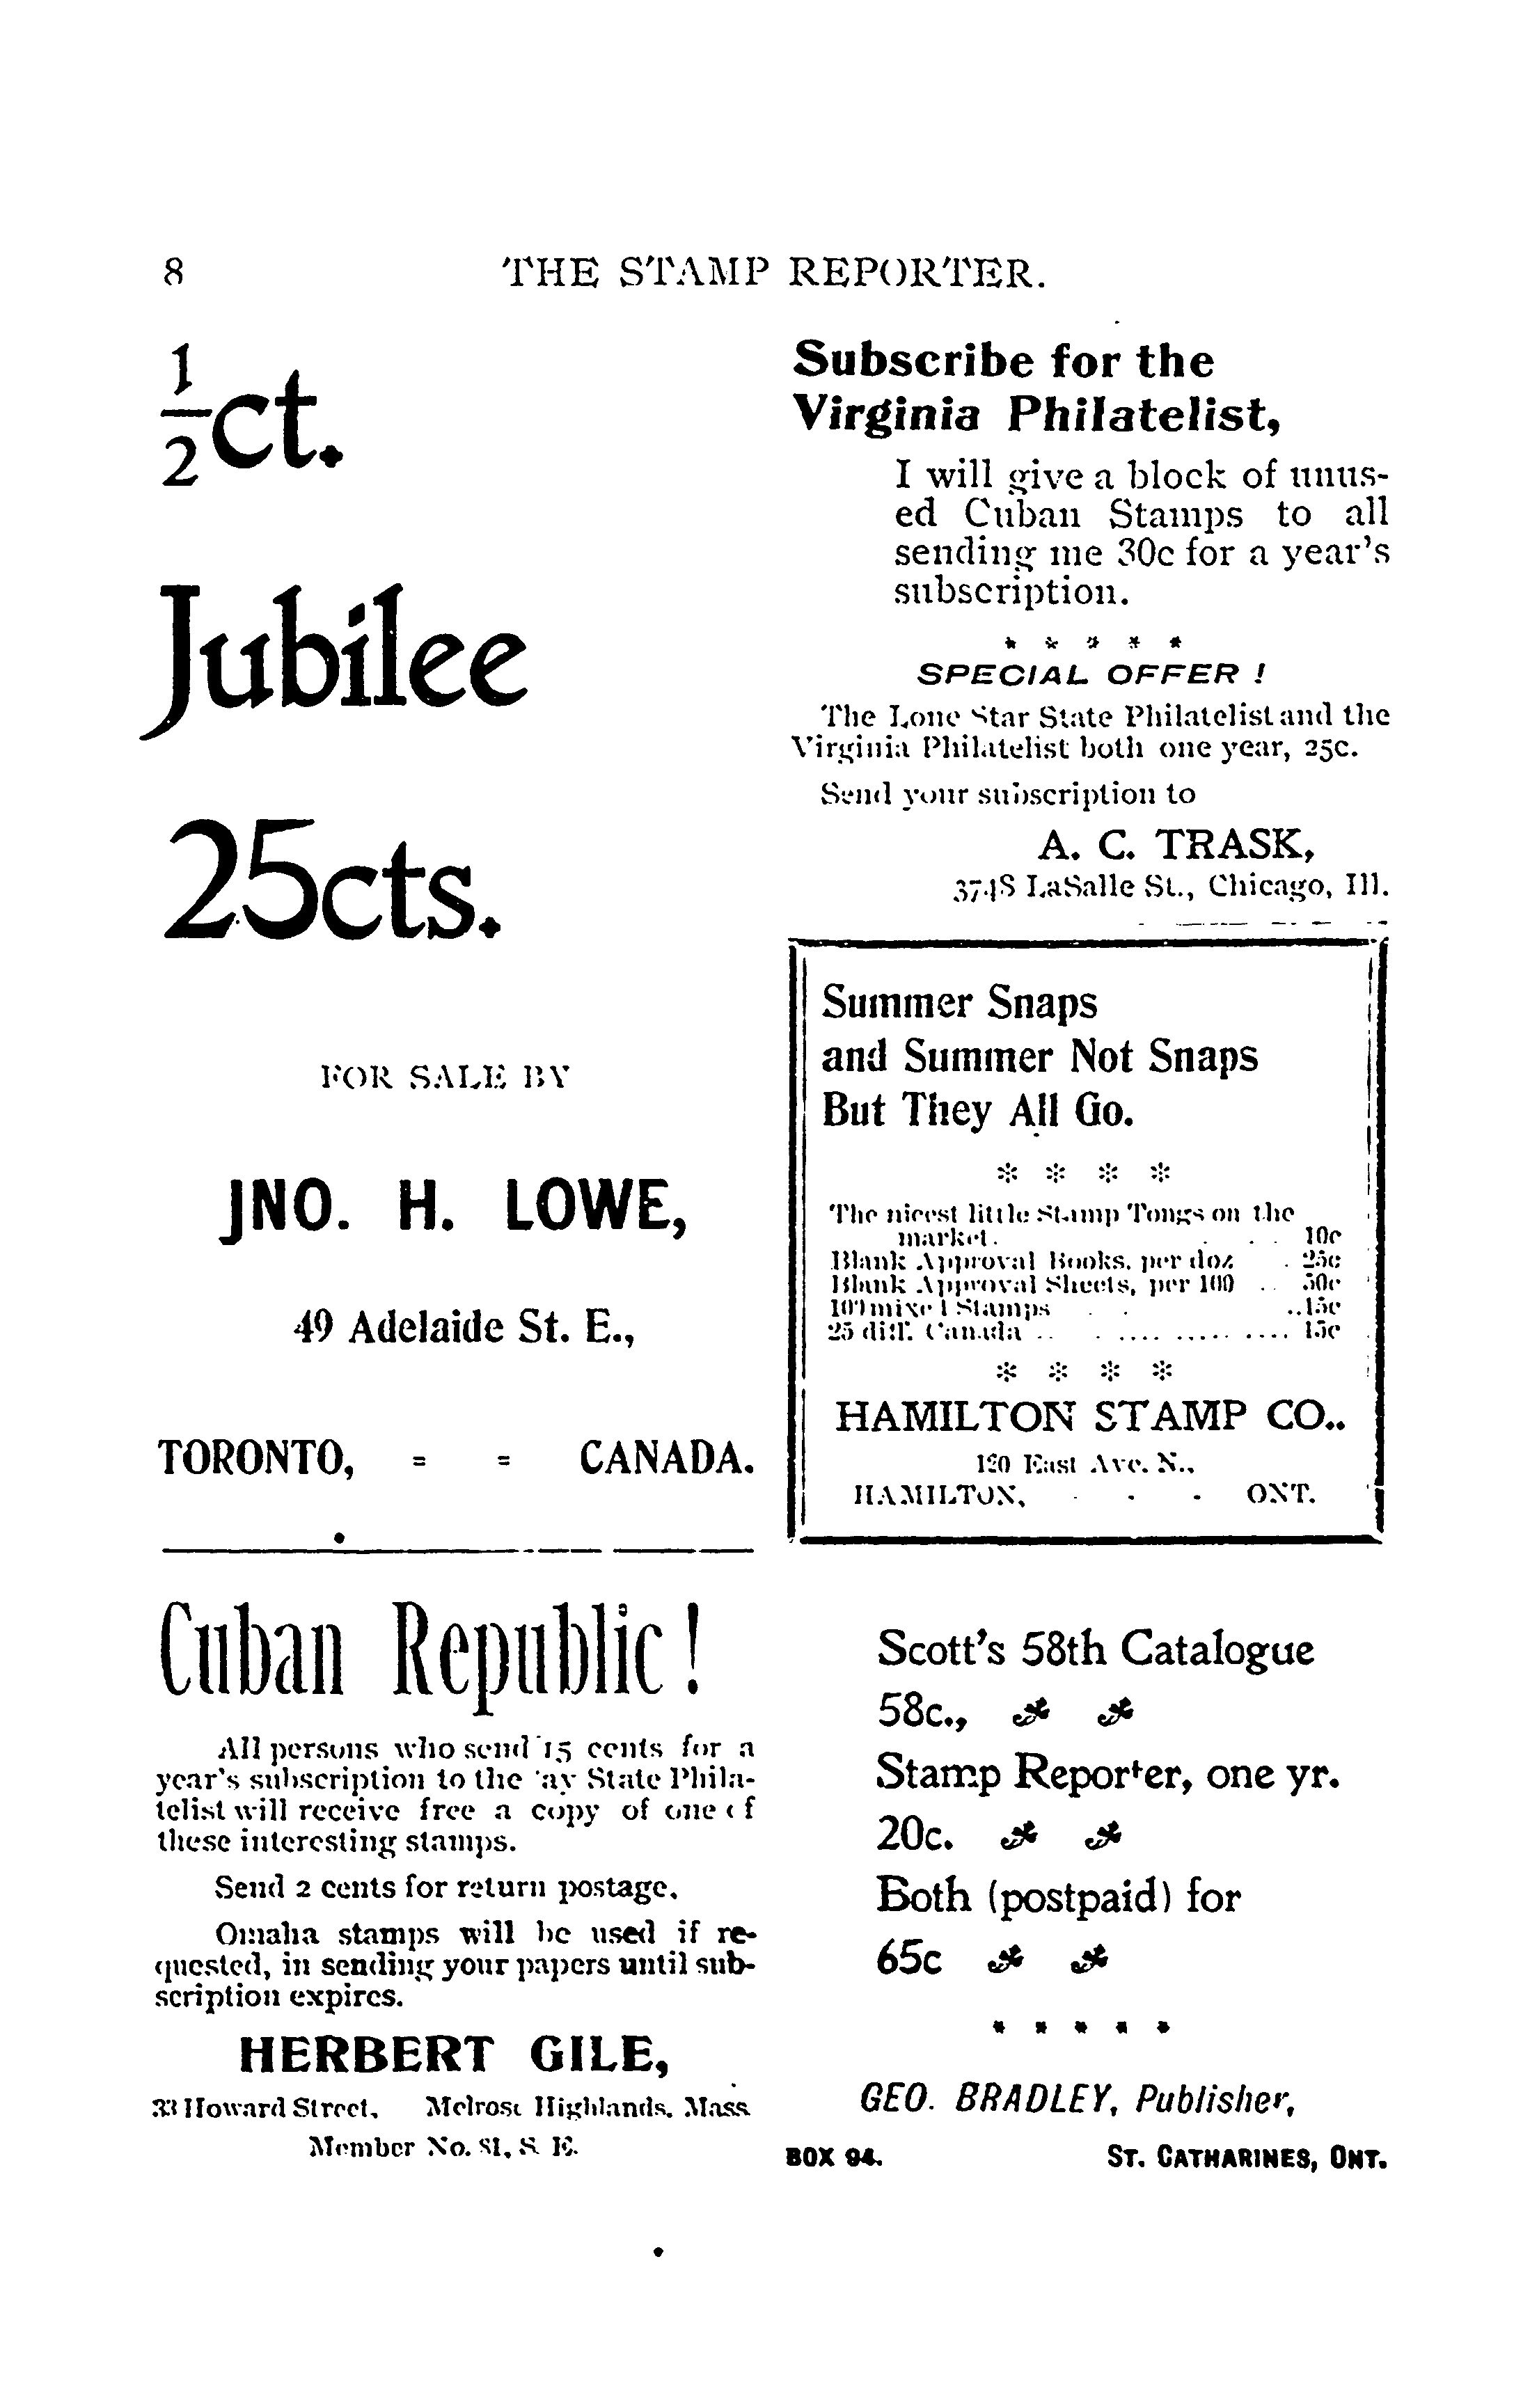 8 THE STAMP REPORTER.
½ct.
Jubilee
25cts.
FOR SALE BY
JNO. H. LOWE,
49 Adelaide St. E.,
TORONTO, = = CANADA.
Cuban Republic!
All persons who send 15 cents for a
year's subscription to the 'ay State Phila-
telist will receive free a copy of one of
these interesting stamps.
Send 2 cents for return postage.
Omaha stamps will be used if re-
quested, in sending your papers until sub-
scription expires.
HERBERT GILE,
33 Howard Street, Melrose Highlands, Mass.
Member No. 81, S. E.
Subscribe for the
Virginia Philatelist,
I will give a block of unus-
ed Cuban Stamps to all
sending me 30c for a year's
subscription.
* * * * *
SPECIAL OFFER !
The Lone Star State Philatelist and the
Virginia Philatelist both one year, 25c.
Send your subscription to
A. C. TRASK,
3748 LaSalle St., Chicago, Ill.
Summer Snaps
and Summer Not Snaps
But They All Go.
* * * *
The nicest little Stamp Tongs on the
market. . . . 10c
Blank Approval Books, per doz . 25c
Blank Approval Sheets, per 100 .. 50c
100 mixed Stamps . . ..15c
25 diff. Canada .. . .... ..... .... 15c
* * * *
HAMILTON STAMP CO..
120 East Ave. N.,
HAMILTON, - - - ONT.
Scott's 58th Catalogue
58c.,
Stamp Reporter, one yr.
20c.
Both (postpaid) for
65c
* * * * *
GEO. BRADLEY, Publisher,
BOX 94. ST. CATHARINES, ONT.